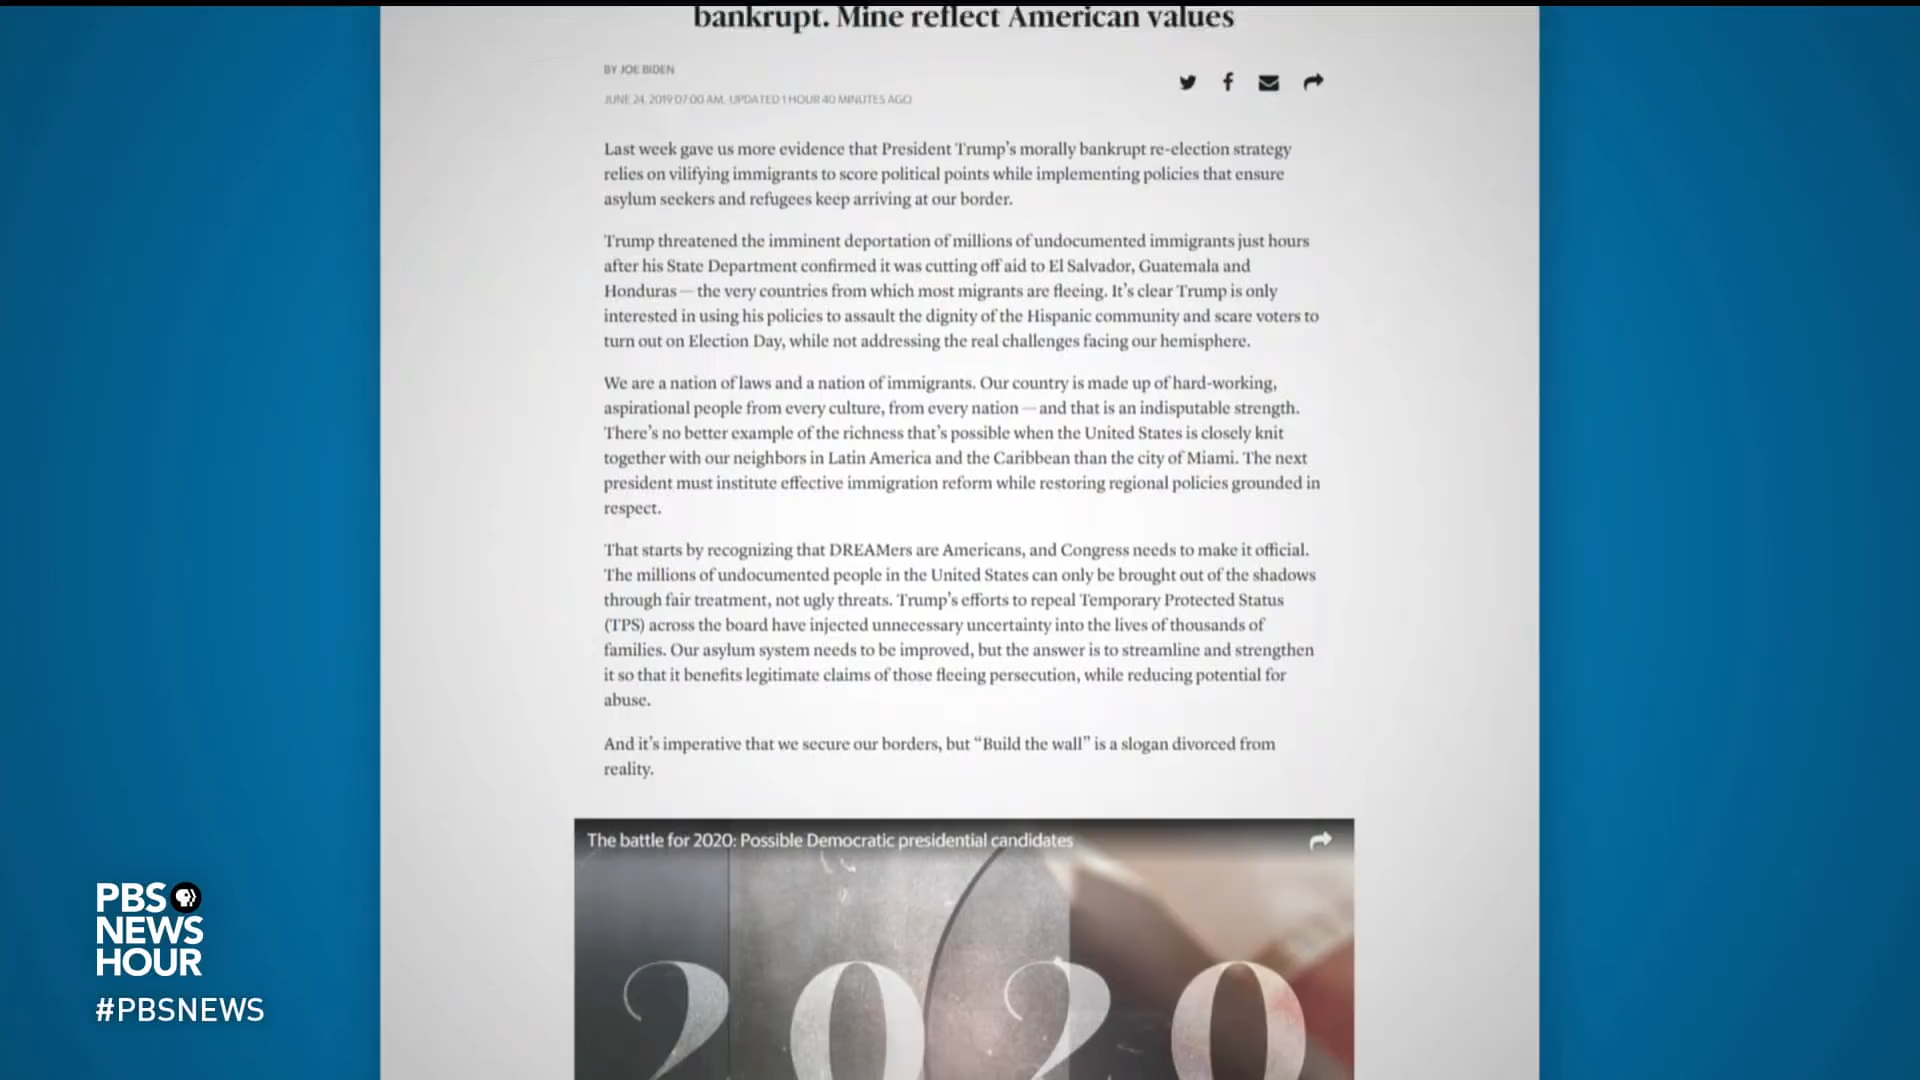 bankrupt. Mine reflect American values
BY JOE BIDEN
JUNE 24, 2019 07:00 AM, UPDATED 1 HOUR 40 MINUTES AGO
Last week gave us more evidence that President Trump’s morally bankrupt re-election strategy
relies on vilifying immigrants to score political points while implementing policies that ensure
asylum seekers and refugees keep arriving at our border.
Trump threatened the imminent deportation of millions of undocumented immigrants just hours
after his State Department confirmed it was cutting off aid to El Salvador, Guatemala and
Honduras — the very countries from which most migrants are fleeing. It’s clear Trump is only
interested in using his policies to assault the dignity of the Hispanic community and scare voters to
turn out on Election Day, while not addressing the real challenges facing our hemisphere.
We are a nation of laws and a nation of immigrants. Our country is made up of hard-working,
aspirational people from every culture, from every nation — and that is an indisputable strength.
There’s no better example of the richness that’s possible when the United States is closely knit
together with our neighbors in Latin America and the Caribbean than the city of Miami. The next
president must institute effective immigration reform while restoring regional policies grounded in
respect.
That starts by recognizing that DREAMers are Americans, and Congress needs to make it official.
The millions of undocumented people in the United States can only be brought out of the shadows
through fair treatment, not ugly threats. Trump’s efforts to repeal Temporary Protected Status
(TPS) across the board have injected unnecessary uncertainty into the lives of thousands of
families. Our asylum system needs to be improved, but the answer is to streamline and strengthen
it so that it benefits legitimate claims of those fleeing persecution, while reducing potential for
abuse.
And it’s imperative that we secure our borders, but “Build the wall” is a slogan divorced from
reality.
The battle for 2020: Possible Democratic presidential candidates
2020
PBS
NEWS
HOUR
#PBSNEWS